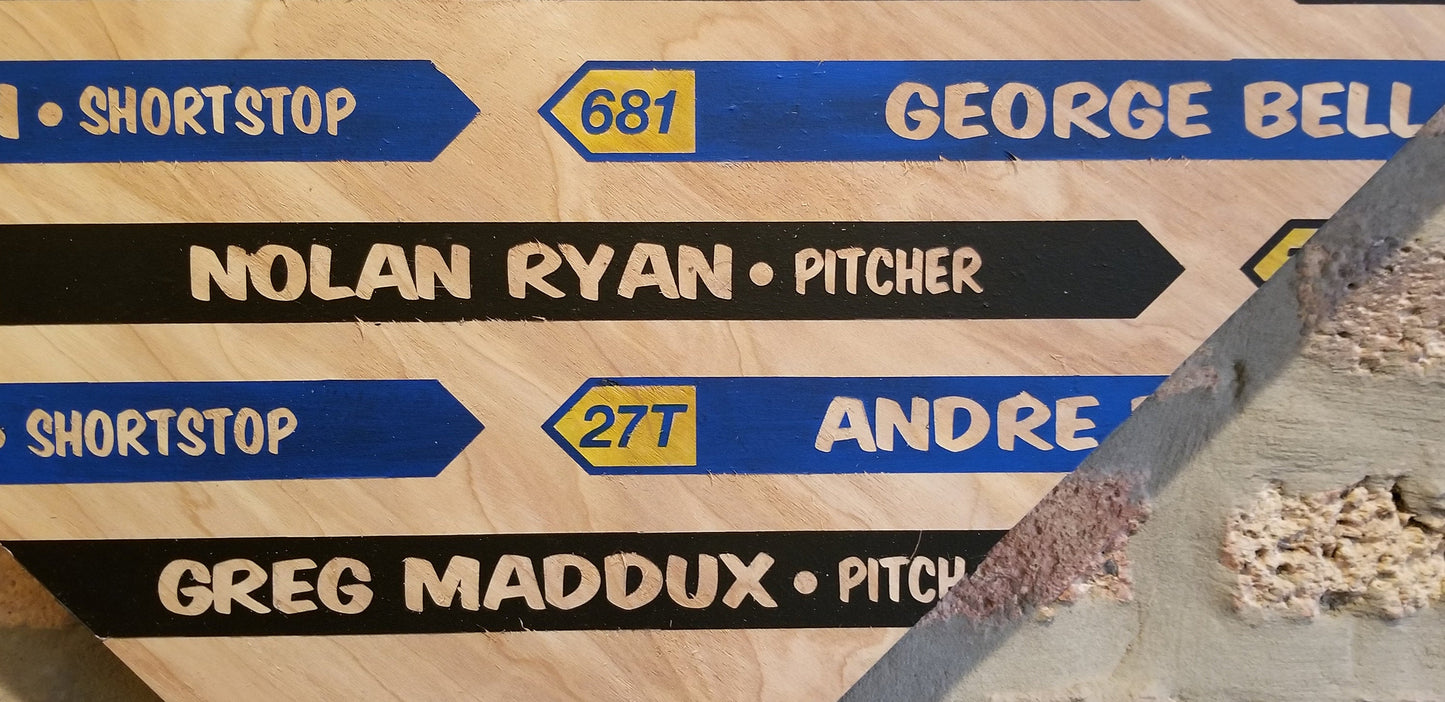 • SHORTSTOP 681 GEORGE BELL
NOLAN RYAN • PITCHER
SHORTSTOP 27T ANDRE
GREG MADDUX • PITCH